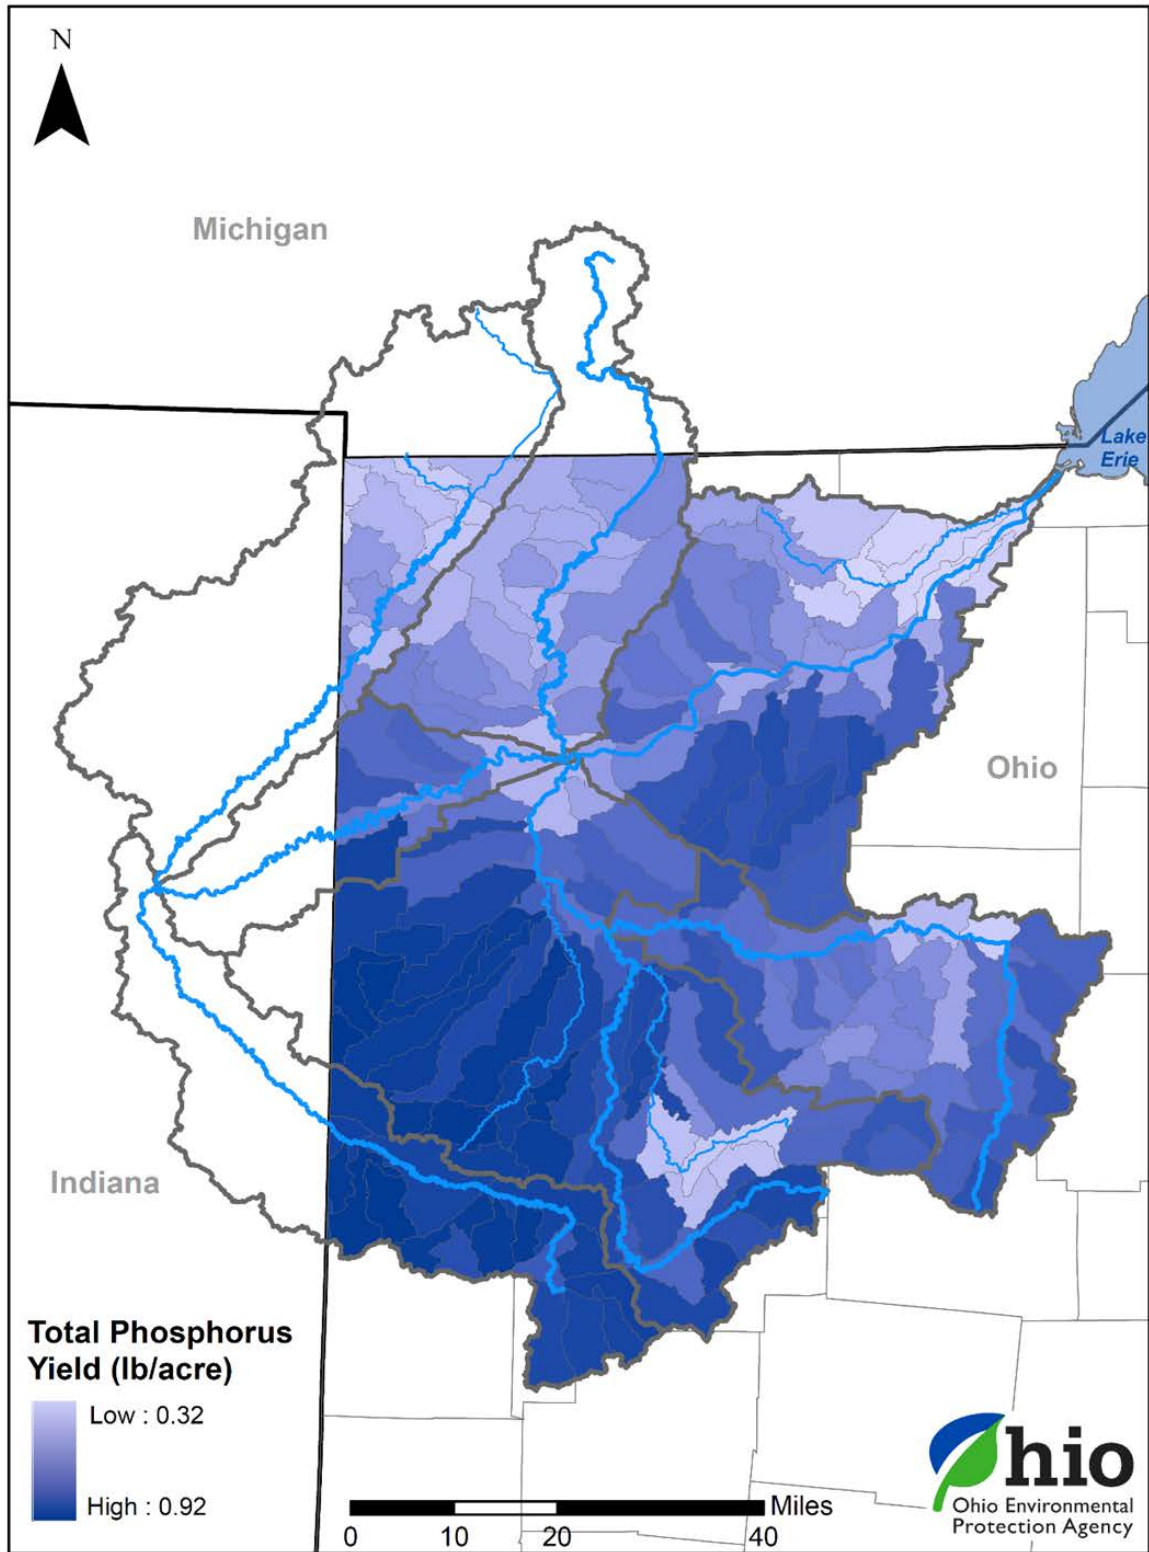 N
Michigan
Lake
Erie
Ohio
Indiana
Total Phosphorus
Yield (lb/acre)
Low : 0.32
High : 0.92
Miles
0 10 20 40
Ohio
Ohio Environmental
Protection Agency